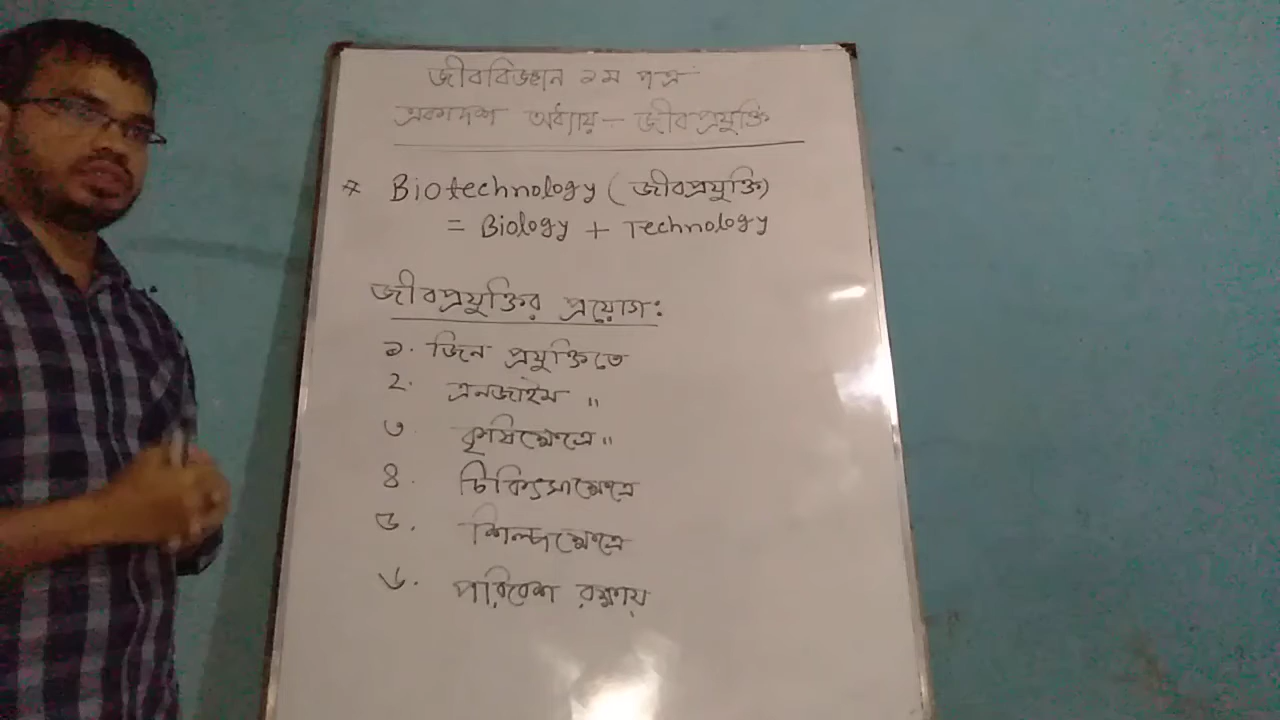 জীববিজ্ঞান ১ম পত্র
একাদশ অধ্যায় - জীবপ্রযুক্তি
* Biotechnology (জীবপ্রযুক্তি)
= Biology + Technology
জীবপ্রযুক্তির প্রয়োগ:
১. জিন প্রযুক্তিতে
২. এনজাইম "
৩ কৃষিক্ষেত্রে "
৪. চিকিৎসাক্ষেত্রে
৫. শিল্পক্ষেত্রে
৬. পরিবেশ রক্ষায়